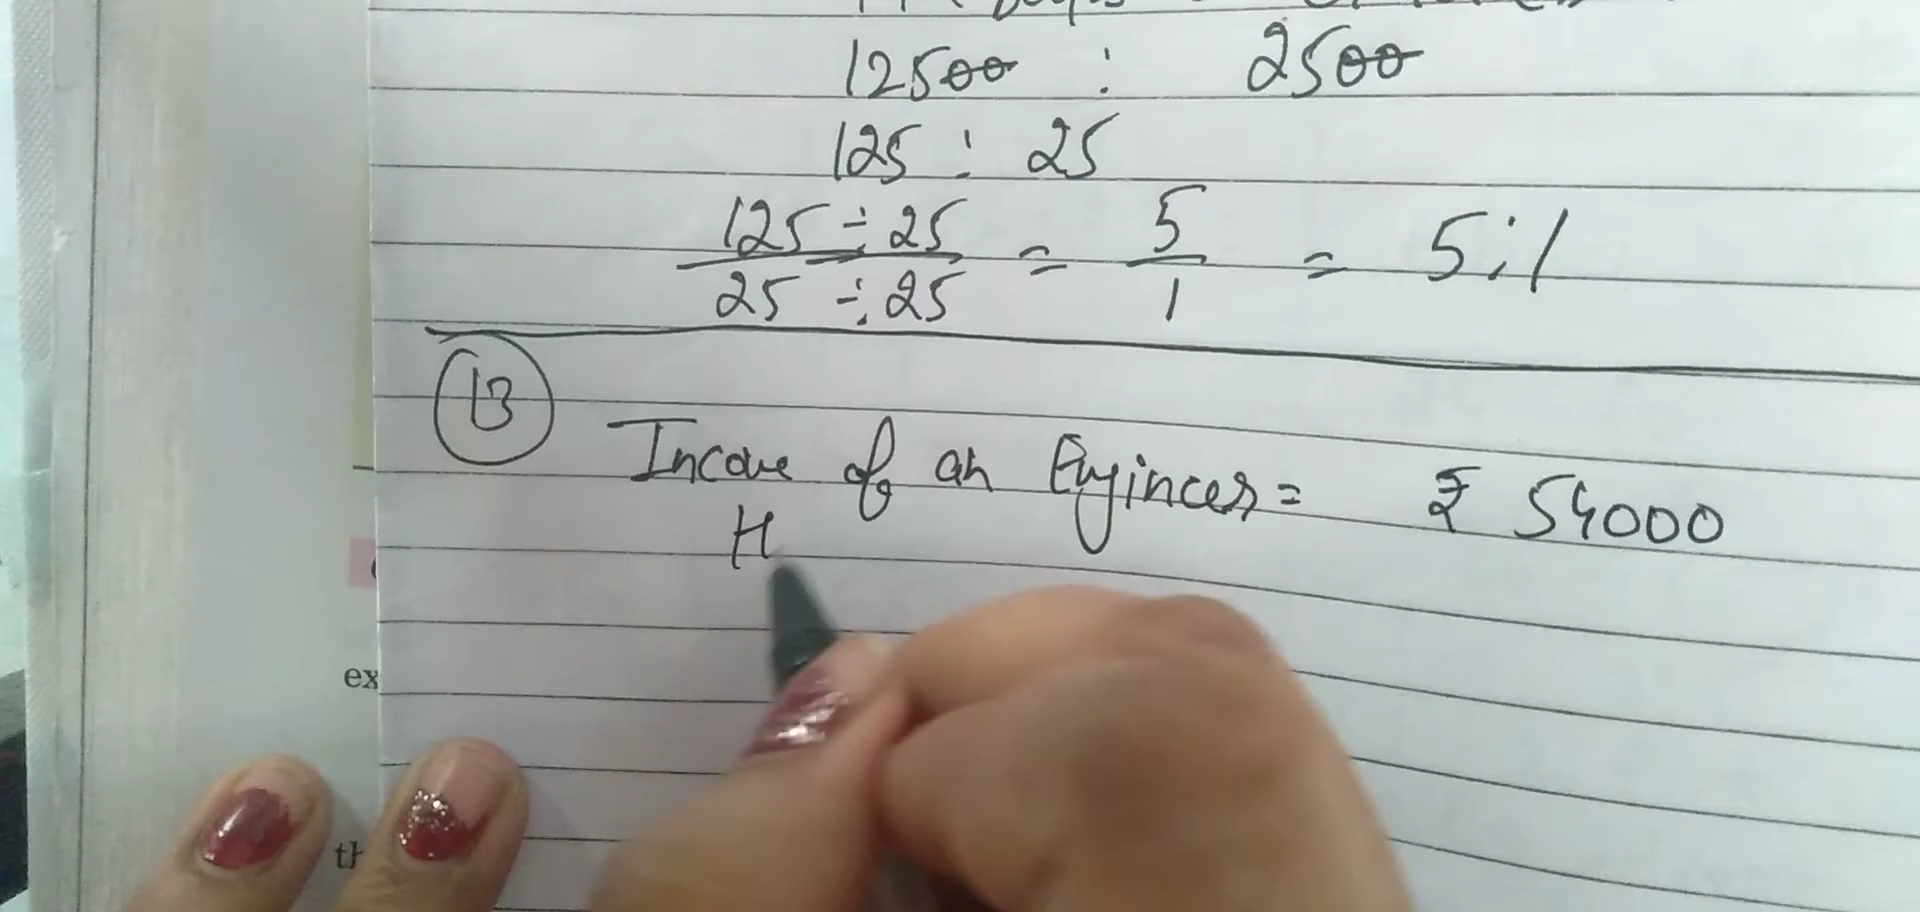 12500 : 2500
125 : 25
125 ÷ 25 / 25 ÷ 25 = 5/1 = 5:1
13
Income of an Engineer = ₹ 54000
H
ex
th